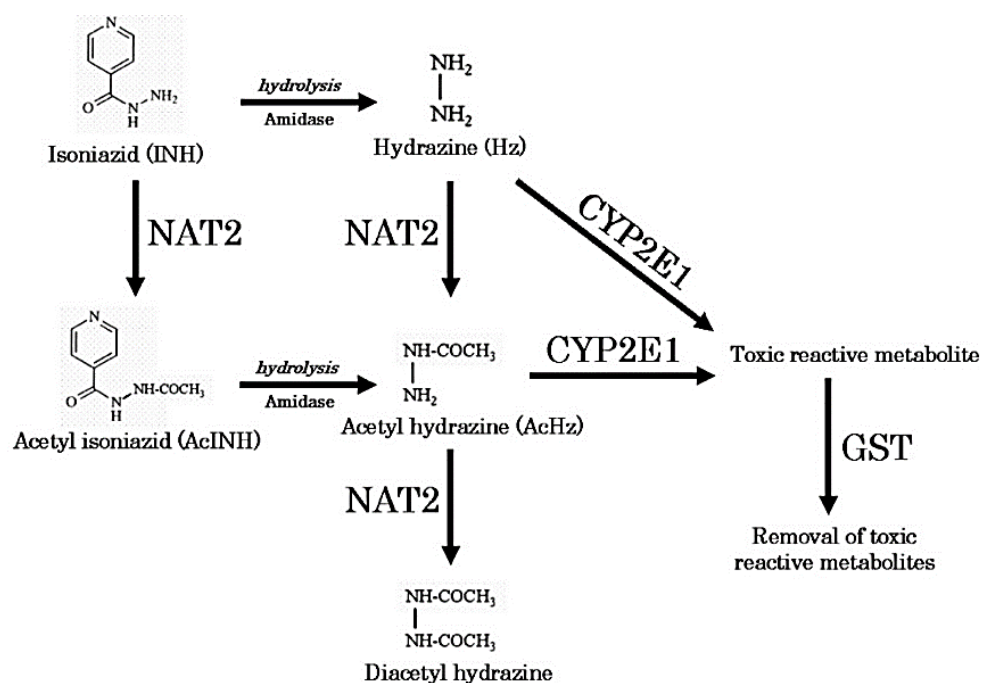 N
O
N
H
NH₂
Isoniazid (INH)
hydrolysis
Amidase
NH₂
NH₂
Hydrazine (Hz)
NAT2
NAT2
CYP2E1
N
O
N
H
NH-COCH₃
Acetyl isoniazid (AcINH)
hydrolysis
Amidase
NH-COCH₃
NH₂
Acetyl hydrazine (AcHz)
CYP2E1
Toxic reactive metabolite
NAT2
GST
Removal of toxic
reactive metabolites
NH-COCH₃
NH-COCH₃
Diacetyl hydrazine